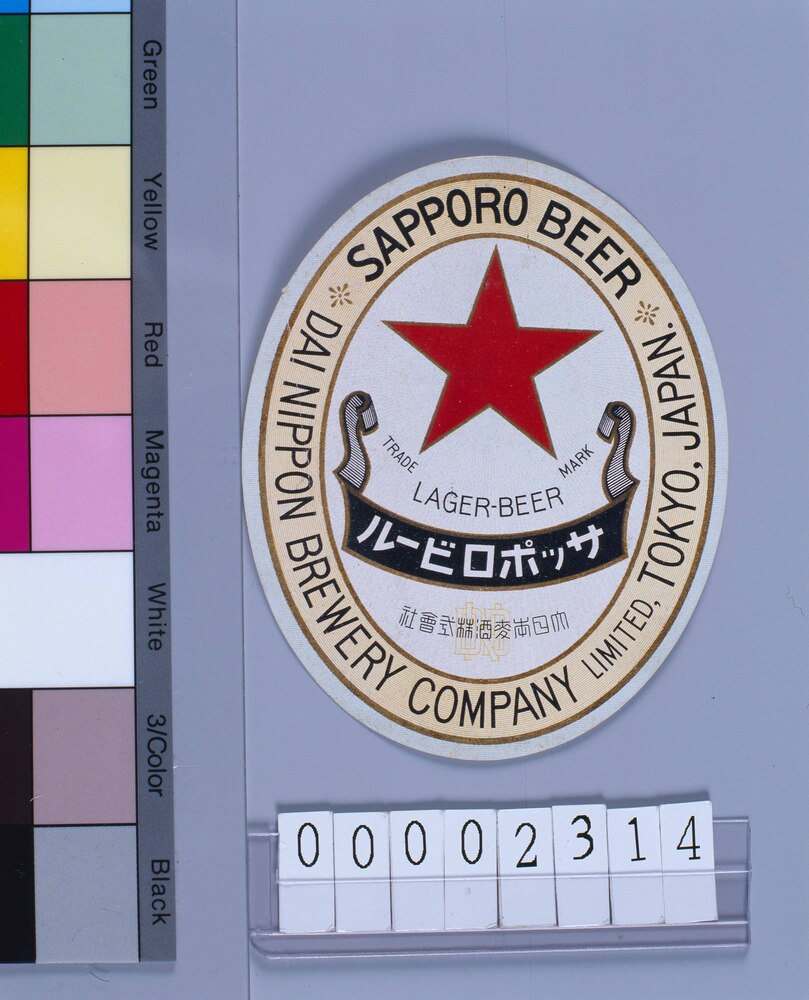 SAPPORO BEER
DAI NIPPON BREWERY COMPANY LIMITED, TOKYO, JAPAN.
TRADE MARK
LAGER-BEER
ルービロポッサ
社會式株酒麥本日大
00002314
Green
Yellow
Red
Magenta
White
3/Color
Black